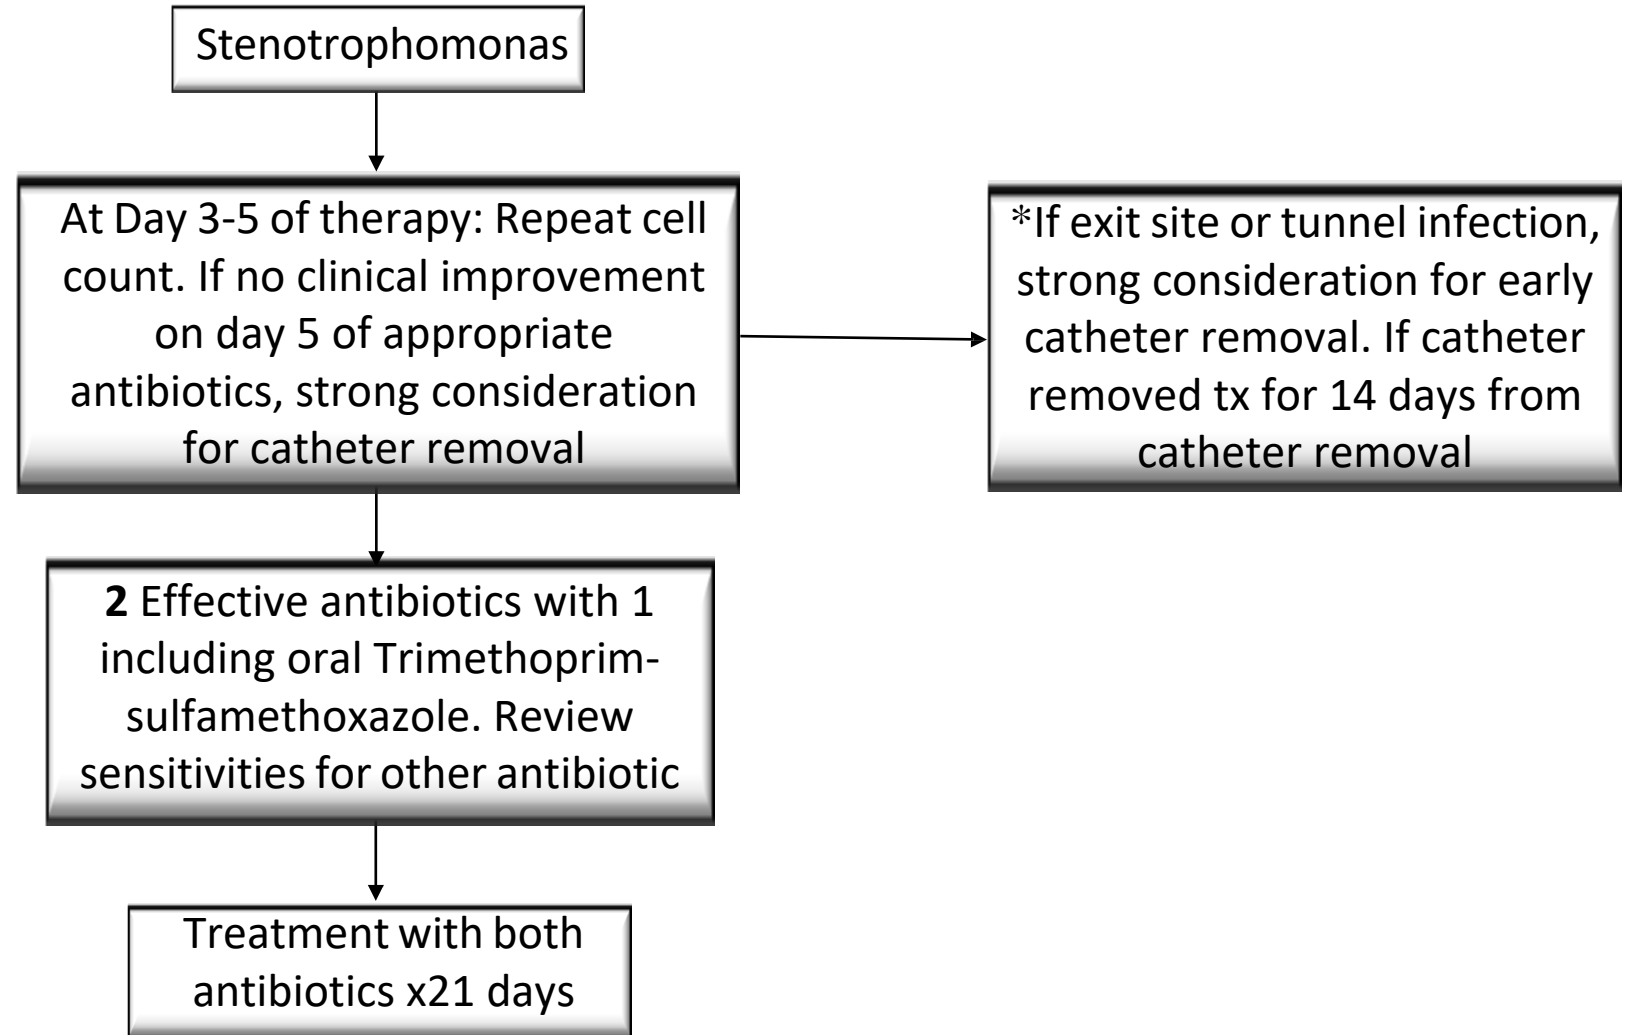 Stenotrophomonas
At Day 3-5 of therapy: Repeat cell
count. If no clinical improvement
on day 5 of appropriate
antibiotics, strong consideration
for catheter removal
*If exit site or tunnel infection,
strong consideration for early
catheter removal. If catheter
removed tx for 14 days from
catheter removal
2 Effective antibiotics with 1
including oral Trimethoprim-
sulfamethoxazole. Review
sensitivities for other antibiotic
Treatment with both
antibiotics x21 days